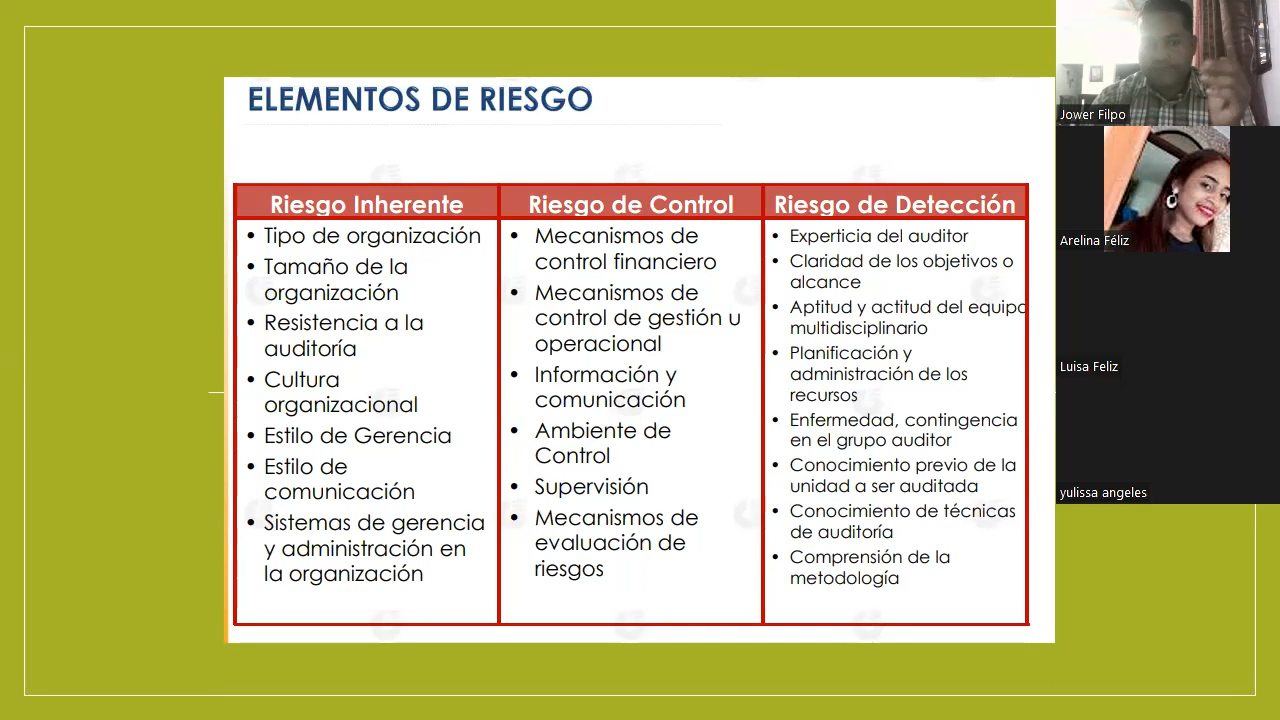 ELEMENTOS DE RIESGO
Riesgo Inherente
• Tipo de organización
• Tamaño de la
organización
• Resistencia a la
auditoría
• Cultura
organizacional
• Estilo de Gerencia
• Estilo de
comunicación
• Sistemas de gerencia
y administración en
la organización
Riesgo de Control
• Mecanismos de
control financiero
• Mecanismos de
control de gestión u
operacional
• Información y
comunicación
• Ambiente de
Control
• Supervisión
• Mecanismos de
evaluación de
riesgos
Riesgo de Detección
• Experticia del auditor
• Claridad de los objetivos o
alcance
• Aptitud y actitud del equipo
multidisciplinario
• Planificación y
administración de los
recursos
• Enfermedad, contingencia
en el grupo auditor
• Conocimiento previo de la
unidad a ser auditada
• Conocimiento de técnicas
de auditoría
• Comprensión de la
metodología
Jower Filpo
Arelina Féliz
Luisa Feliz
yulissa angeles